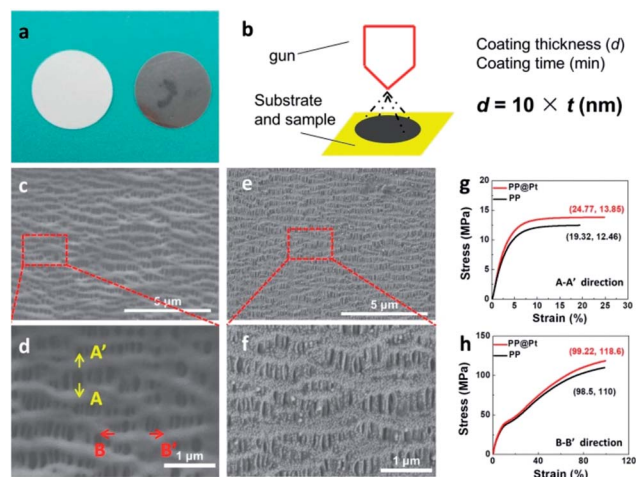 a
b
gun
Substrate
and sample
Coating thickness (d)
Coating time (min)
d = 10 × t (nm)
c
5 µm
e
5 µm
d
A'
A
B
B'
1 µm
f
1 µm
g
PP@Pt
PP
(24.77, 13.85)
(19.32, 12.46)
A-A' direction
Stress (MPa)
15
10
5
0
0 5 10 15 20 25 30
Strain (%)
h
PP@Pt
PP
(99.22, 118.6)
(98.5, 110)
B-B' direction
Stress (MPa)
150
100
50
0
0 40 80 120
Strain (%)